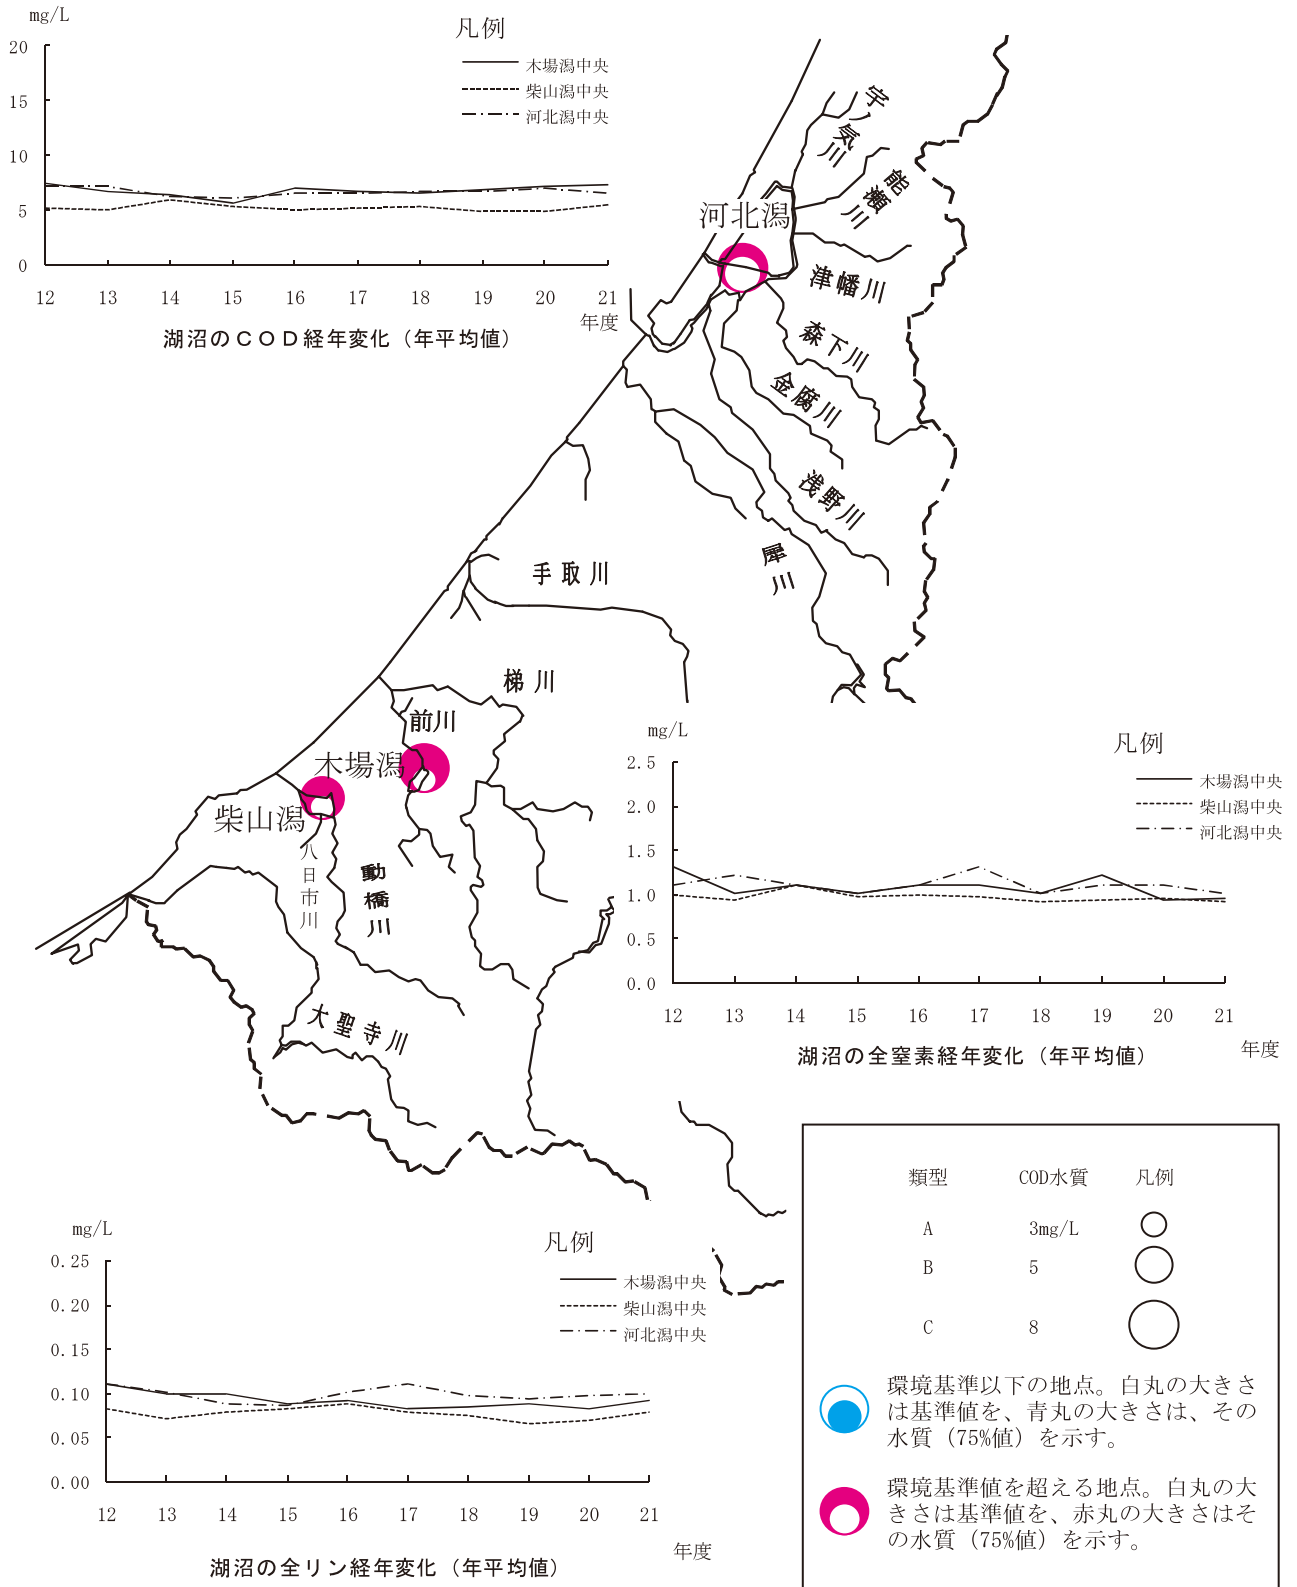 mg/L
凡例
木場潟中央
柴山潟中央
河北潟中央
20
15
10
5
0
12 13 14 15 16 17 18 19 20 21
年度
湖沼のＣＯＤ経年変化（年平均値）
宇ノ気川
能瀬川
河北潟
津幡川
森下川
金腐川
浅野川
犀川
手取川
梯川
前川
木場潟
柴山潟
八日市川
動橋川
大聖寺川
mg/L
凡例
木場潟中央
柴山潟中央
河北潟中央
2.5
2.0
1.5
1.0
0.5
0.0
12 13 14 15 16 17 18 19 20 21
年度
湖沼の全窒素経年変化（年平均値）
mg/L
凡例
木場潟中央
柴山潟中央
河北潟中央
0.25
0.20
0.15
0.10
0.05
0.00
12 13 14 15 16 17 18 19 20 21
年度
湖沼の全リン経年変化（年平均値）
類型 COD水質 凡例
A 3mg/L
B 5
C 8
環境基準以下の地点。白丸の大きさ
は基準値を、青丸の大きさは、その
水質（75%値）を示す。
環境基準値を超える地点。白丸の大
きさは基準値を、赤丸の大きさはそ
の水質（75%値）を示す。